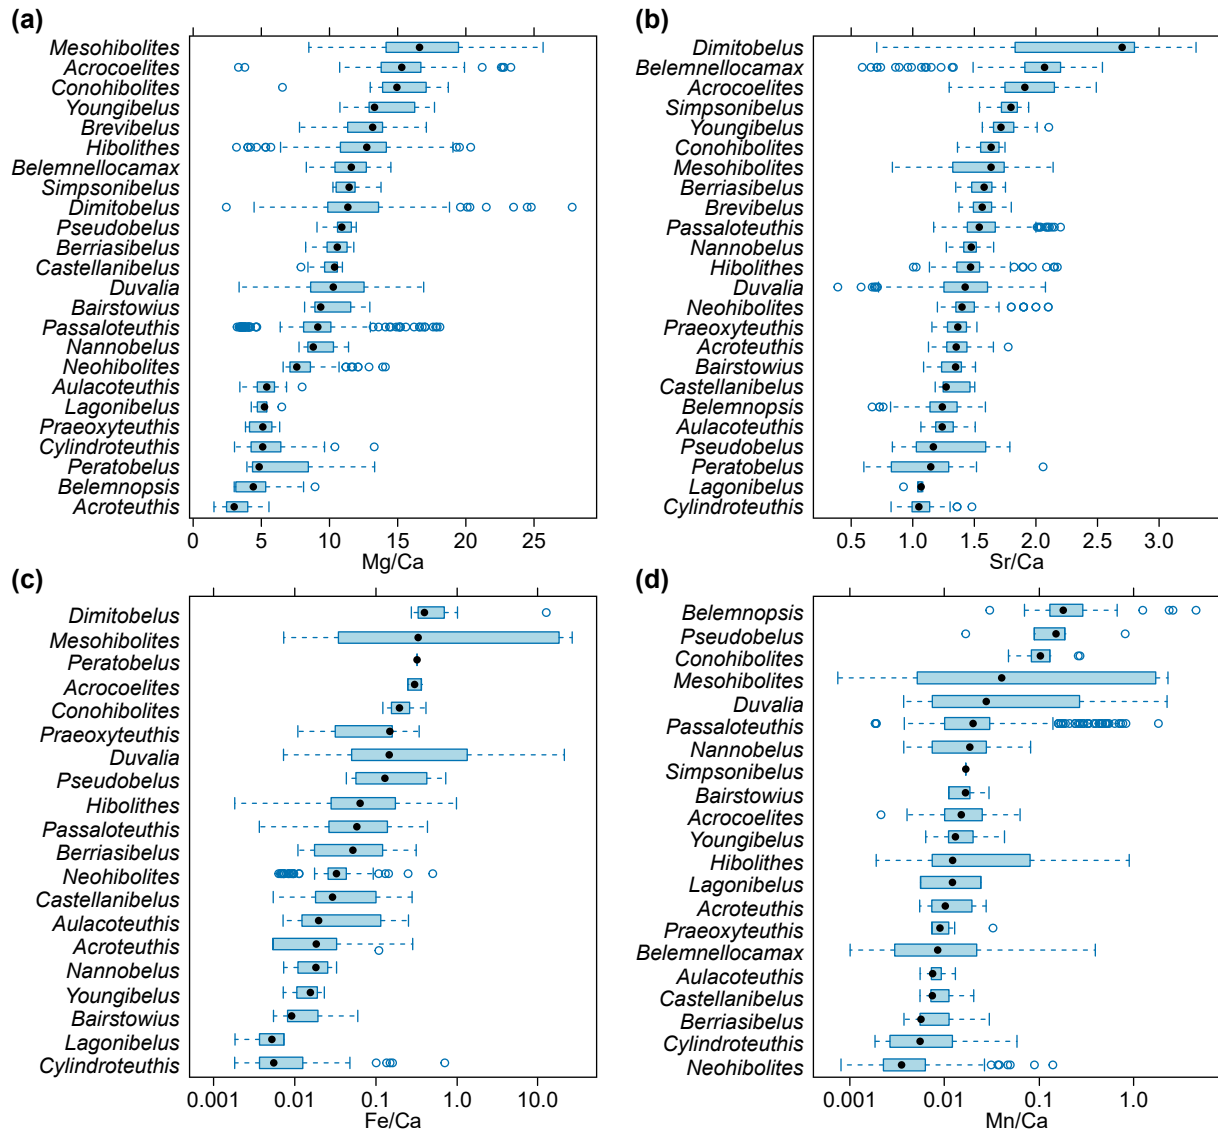 (a)
Mesohibolites
Acrocoelites
Conohibolites
Youngibelus
Brevibelus
Hibolithes
Belemnellocamax
Simpsonibelus
Dimitobelus
Pseudobelus
Berriasibelus
Castellanibelus
Duvalia
Bairstowius
Passaloteuthis
Nannobelus
Neohibolites
Aulacoteuthis
Lagonibelus
Praeoxyteuthis
Cylindroteuthis
Peratobelus
Belemnopsis
Acroteuthis
0 5 10 15 20 25
Mg/Ca
(b)
Dimitobelus
Belemnellocamax
Acrocoelites
Simpsonibelus
Youngibelus
Conohibolites
Mesohibolites
Berriasibelus
Brevibelus
Passaloteuthis
Nannobelus
Hibolithes
Duvalia
Neohibolites
Praeoxyteuthis
Acroteuthis
Bairstowius
Castellanibelus
Belemnopsis
Aulacoteuthis
Pseudobelus
Peratobelus
Lagonibelus
Cylindroteuthis
0.5 1.0 1.5 2.0 2.5 3.0
Sr/Ca
(c)
Dimitobelus
Mesohibolites
Peratobelus
Acrocoelites
Conohibolites
Praeoxyteuthis
Duvalia
Pseudobelus
Hibolithes
Passaloteuthis
Berriasibelus
Neohibolites
Castellanibelus
Aulacoteuthis
Acroteuthis
Nannobelus
Youngibelus
Bairstowius
Lagonibelus
Cylindroteuthis
0.001 0.01 0.1 1.0 10.0
Fe/Ca
(d)
Belemnopsis
Pseudobelus
Conohibolites
Mesohibolites
Duvalia
Passaloteuthis
Nannobelus
Simpsonibelus
Bairstowius
Acrocoelites
Youngibelus
Hibolithes
Lagonibelus
Acroteuthis
Praeoxyteuthis
Belemnellocamax
Aulacoteuthis
Castellanibelus
Berriasibelus
Cylindroteuthis
Neohibolites
0.001 0.01 0.1 1.0
Mn/Ca